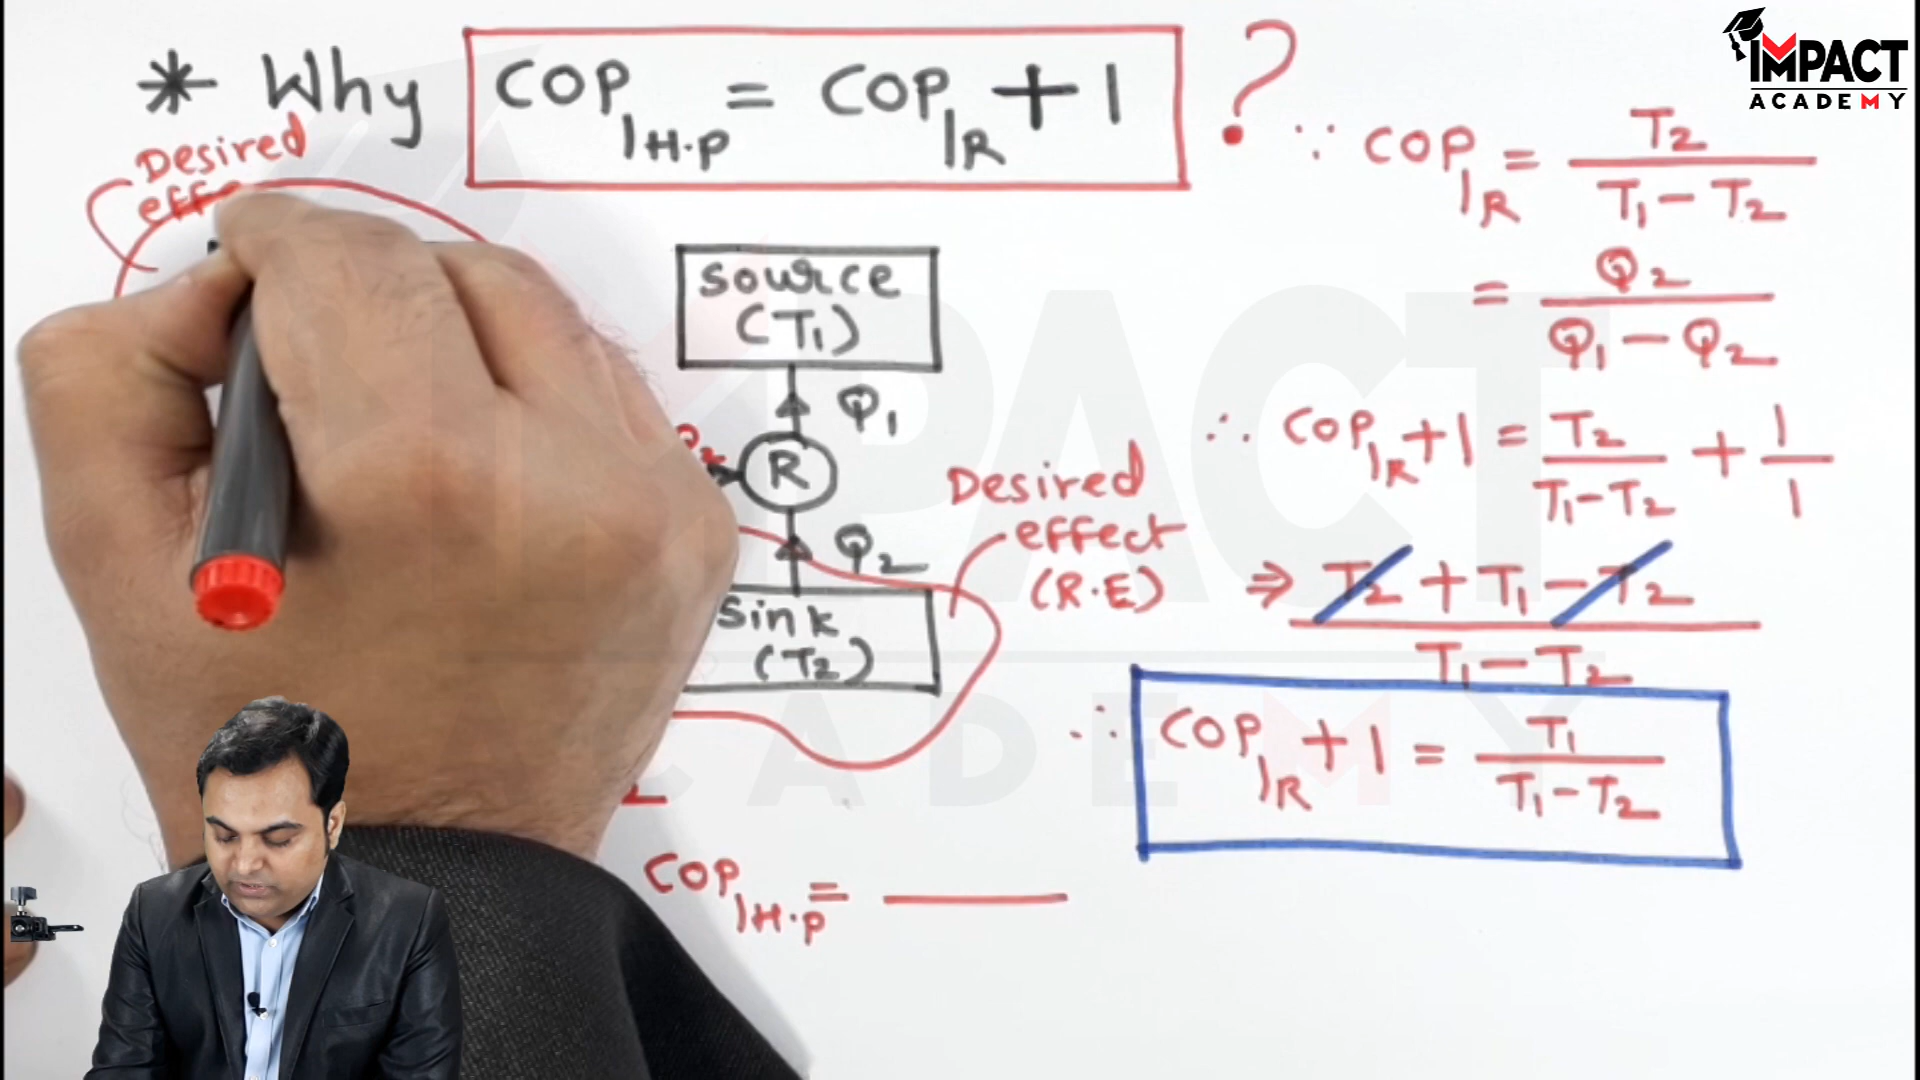 * Why COP|H.P = COP|R + 1 ?
IMPACT
ACADEMY
Desired
Source
(T1)
Q1
R
Q2
Sink
(T2)
Desired
effect
(R.E)
∵ COP|R = T2 / (T1 - T2)
= Q2 / (Q1 - Q2)
∴ COP|R + 1 = T2 / (T1 - T2) + 1/1
⇒ (T2 + T1 - T2) / (T1 - T2)
∴ COP|R + 1 = T1 / (T1 - T2)
COP|H.P =